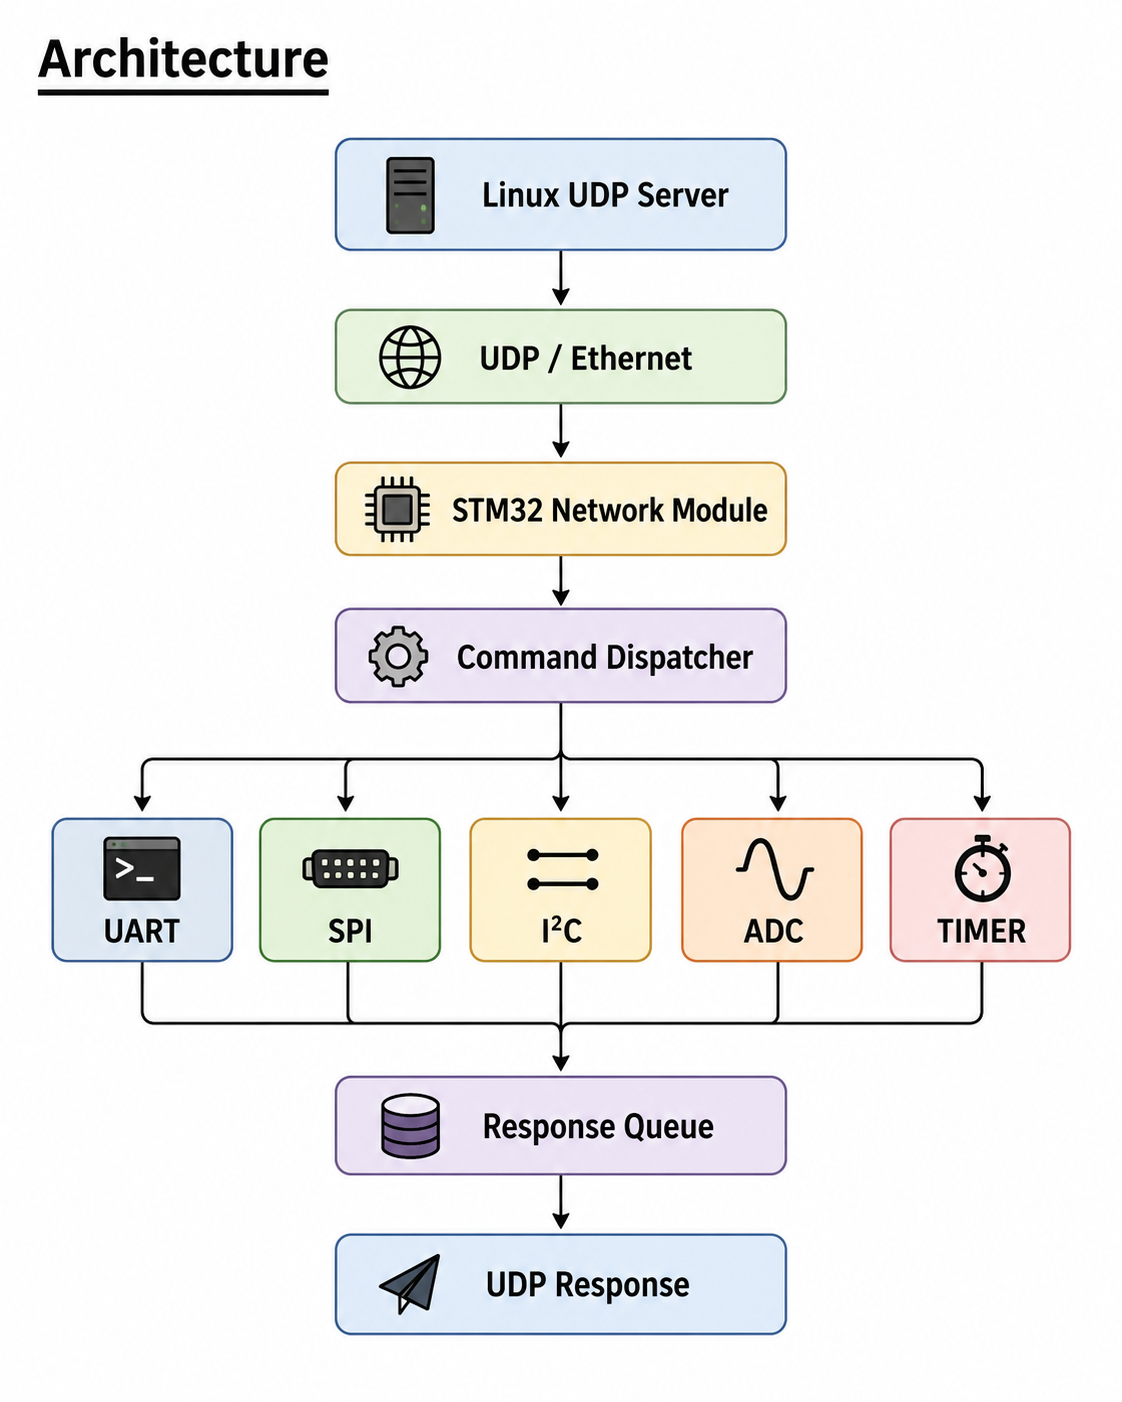 Architecture
Linux UDP Server
UDP / Ethernet
STM32 Network Module
Command Dispatcher
>_
UART
SPI
I²C
ADC
TIMER
Response Queue
UDP Response